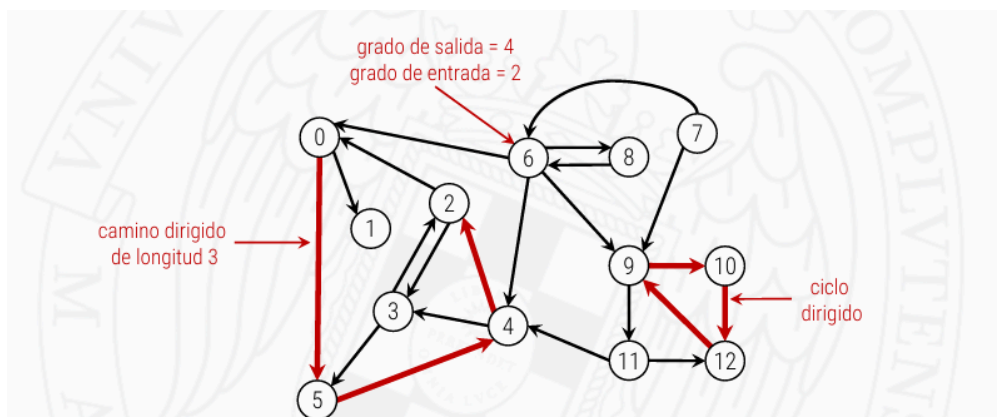 grado de salida = 4
grado de entrada = 2
7
0
6
8
2
camino dirigido
de longitud 3
1
9
10
ciclo
dirigido
3
4
11
12
5